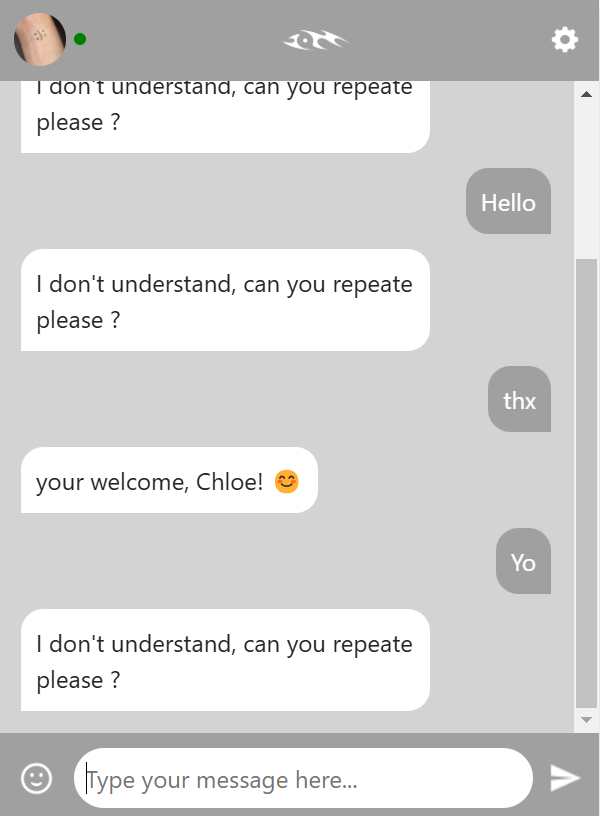 I don't understand, can you repeate
please ?
Hello
I don't understand, can you repeate
please ?
thx
your welcome, Chloe! 😊
Yo
I don't understand, can you repeate
please ?
Type your message here...